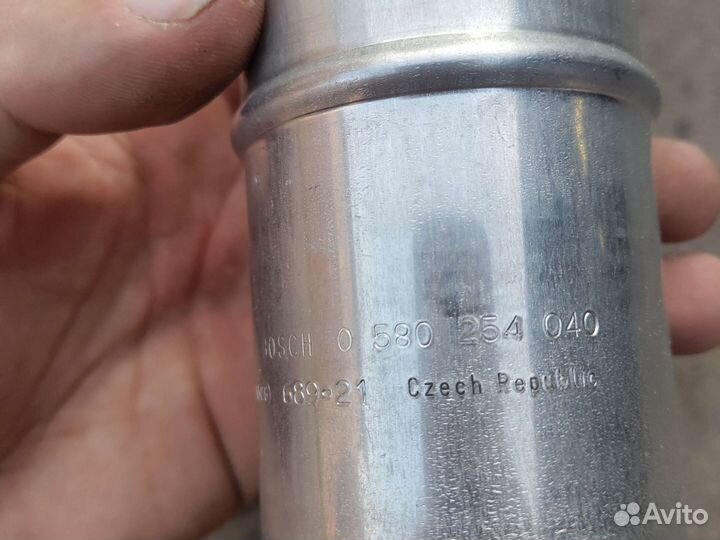 BOSCH 0 580 254 040
689-21 Czech Republic
Avito